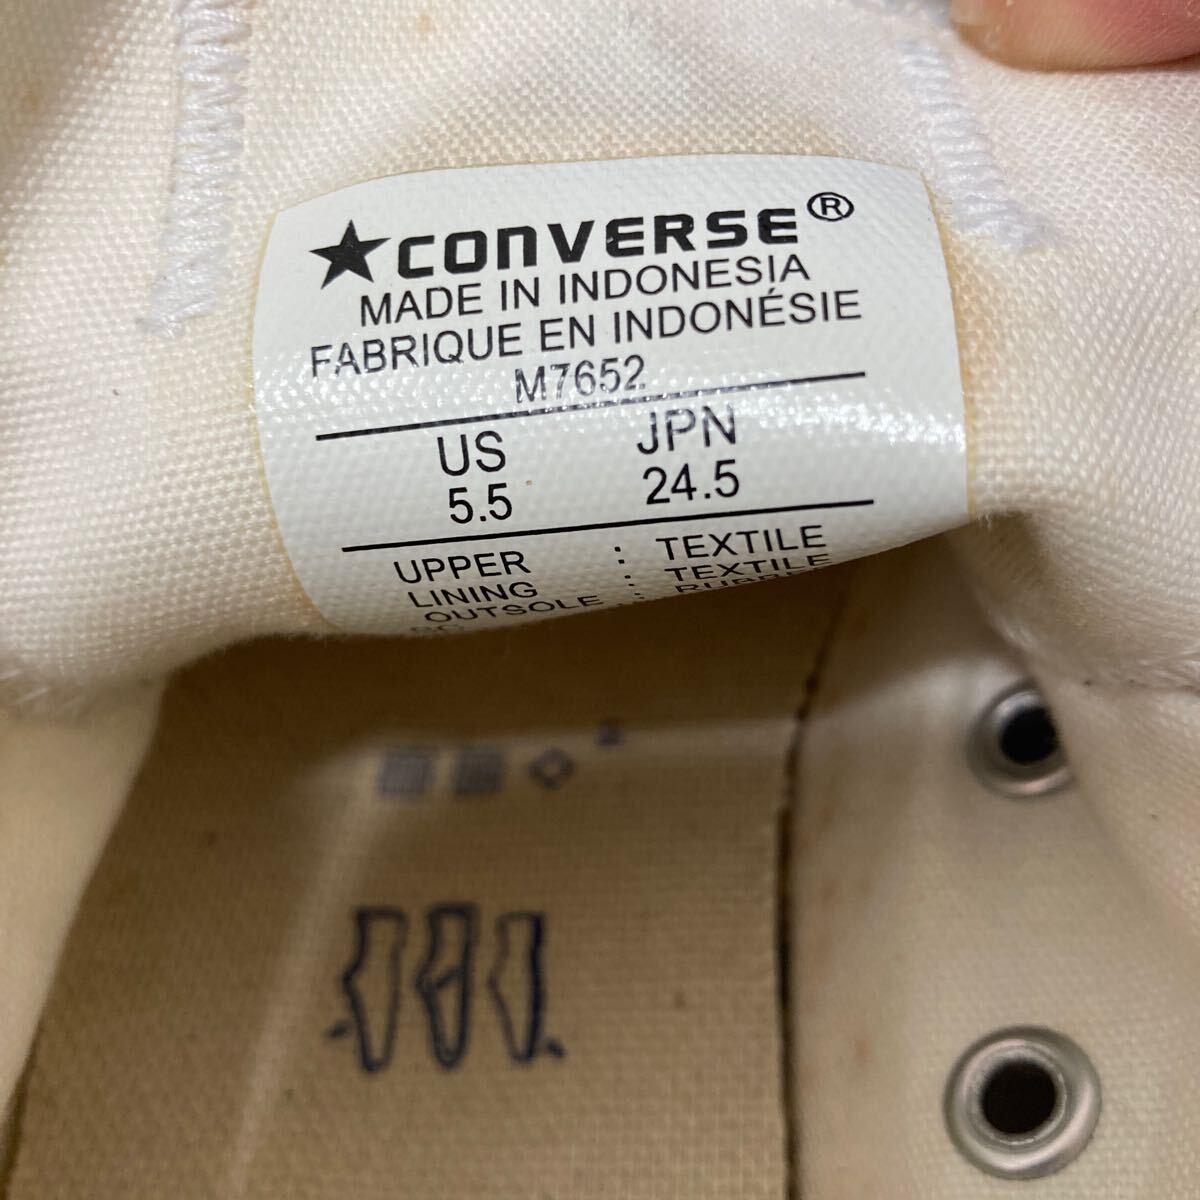 ★CONVERSE®
MADE IN INDONESIA
FABRIQUE EN INDONÉSIE
M7652
US JPN
5.5 24.5
UPPER : TEXTILE
LINING : TEXTILE
OUTSOLE :